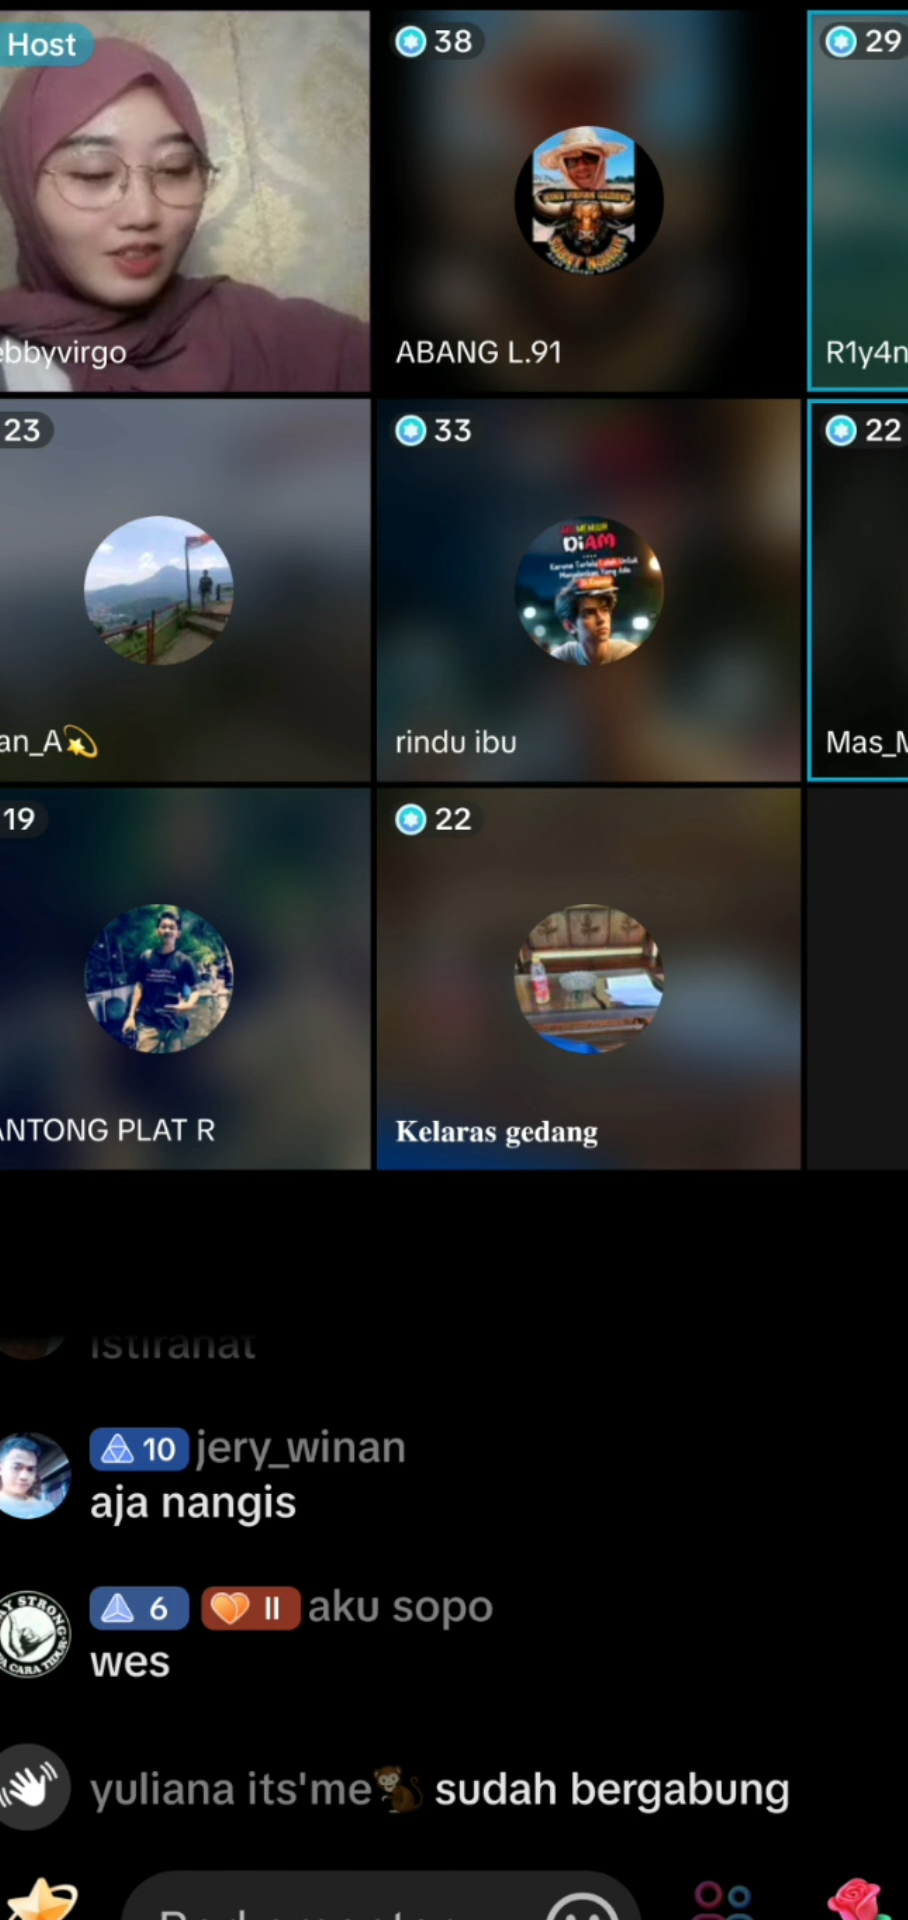 Host
38
29
ebbyvirgo
ABANG L.91
R1y4n
23
33
22
DiAM
an_A
rindu ibu
Mas_M
19
22
ANTONG PLAT R
Kelaras gedang
istirahat
10 jery_winan
aja nangis
6 II aku sopo
wes
yuliana its'me🐒 sudah bergabung